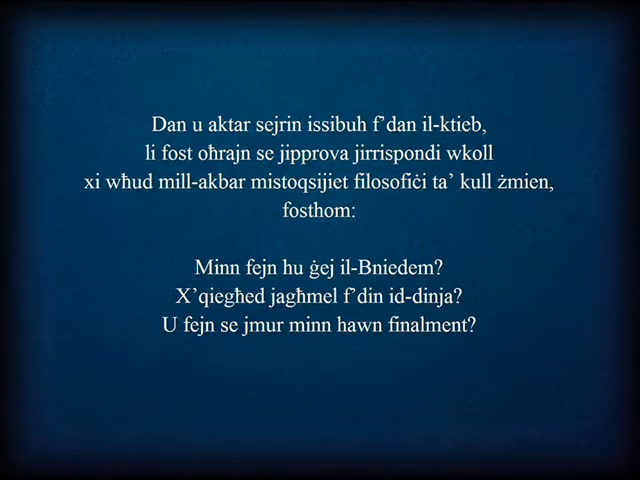 Dan u aktar sejrin issibuh f’dan il-ktieb,
li fost oħrajn se jipprova jirrispondi wkoll
xi wħud mill-akbar mistoqsijiet filosofiċi ta’ kull żmien,
fosthom:
Minn fejn hu ġej il-Bniedem?
X’qiegħed jagħmel f’din id-dinja?
U fejn se jmur minn hawn finalment?